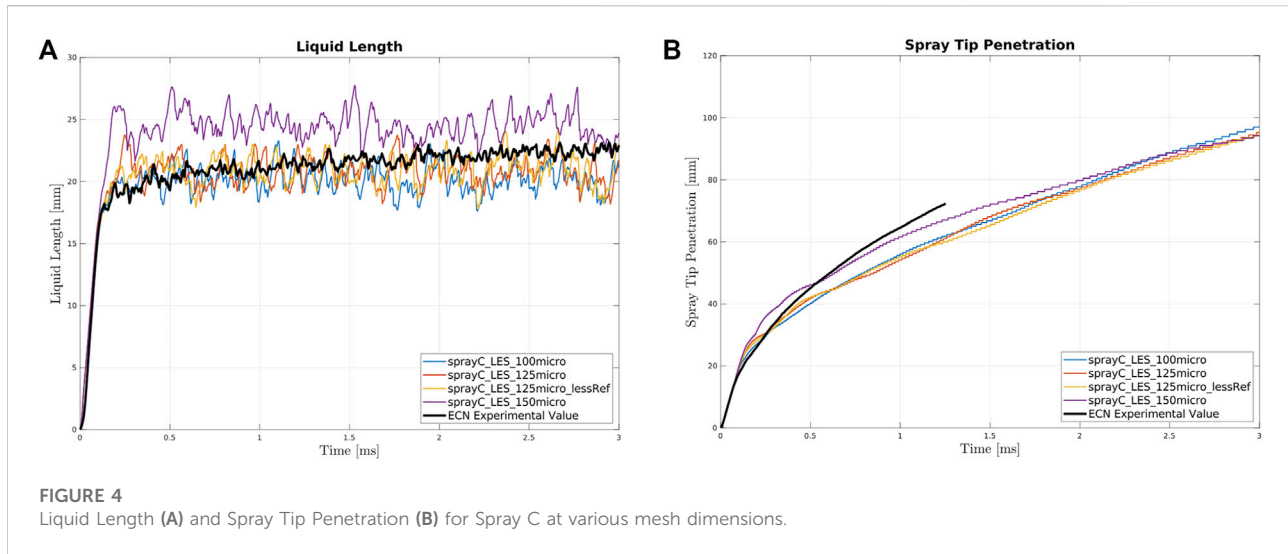 A
Liquid Length
30
25
20
15
10
5
0
Liquid Length [mm]
0 0.5 1 1.5 2 2.5 3
Time [ms]
sprayC_LES_100micro
sprayC_LES_125micro
sprayC_LES_125micro_lessRef
sprayC_LES_150micro
ECN Experimental Value
B
Spray Tip Penetration
120
100
80
60
40
20
0
Spray Tip Penetration [mm]
0 0.5 1 1.5 2 2.5 3
Time [ms]
sprayC_LES_100micro
sprayC_LES_125micro
sprayC_LES_125micro_lessRef
sprayC_LES_150micro
ECN Experimental Value
FIGURE 4
Liquid Length (A) and Spray Tip Penetration (B) for Spray C at various mesh dimensions.